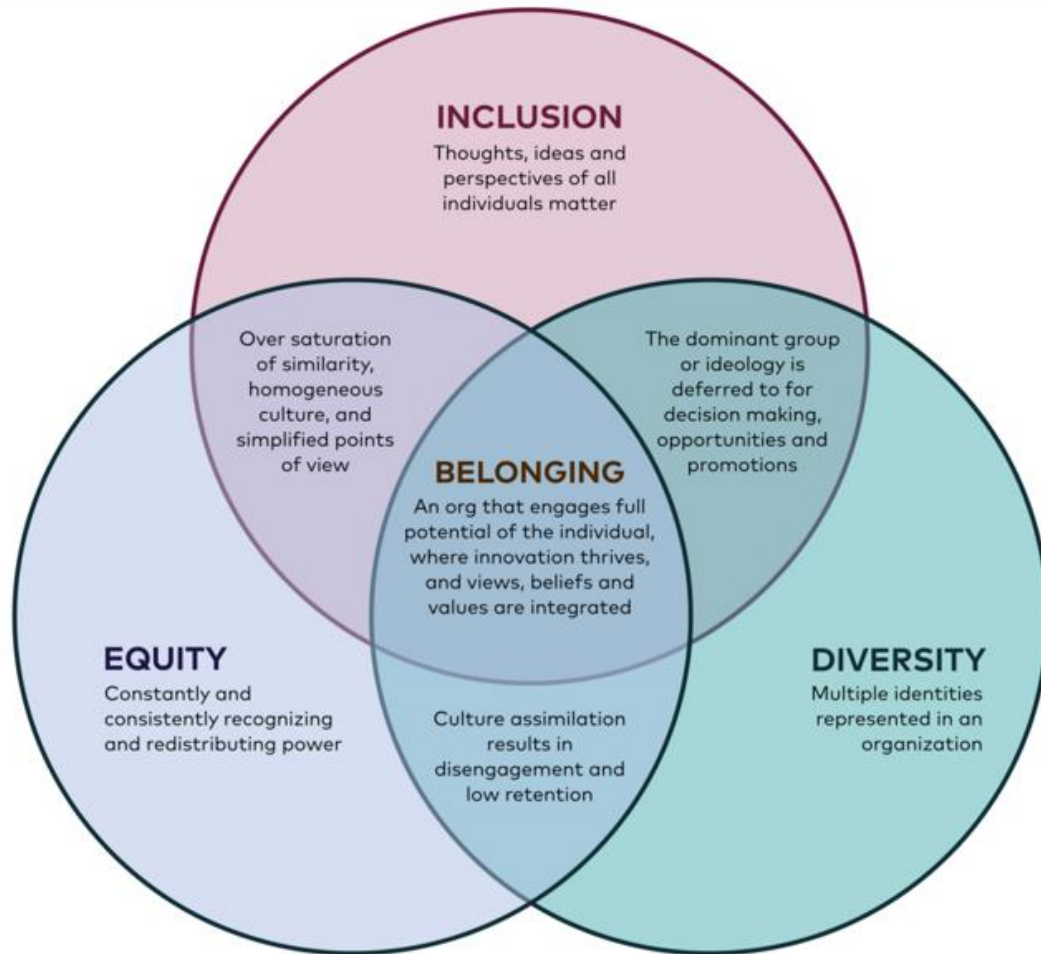 INCLUSION
Thoughts, ideas and
perspectives of all
individuals matter
Over saturation
of similarity,
homogeneous
culture, and
simplified points
of view
The dominant group
or ideology is
deferred to for
decision making,
opportunities and
promotions
BELONGING
An org that engages full
potential of the individual,
where innovation thrives,
and views, beliefs and
values are integrated
EQUITY
Constantly and
consistently recognizing
and redistributing power
DIVERSITY
Multiple identities
represented in an
organization
Culture assimilation
results in
disengagement and
low retention